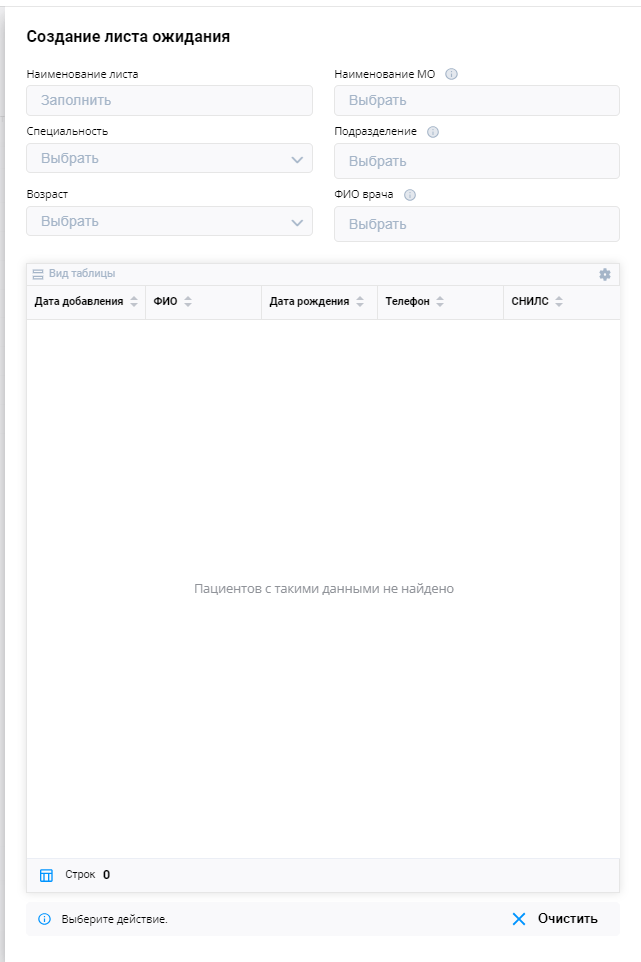 Создание листа ожидания
Наименование листа
Наименование МО
Заполнить
Выбрать
Специальность
Подразделение
Выбрать
Выбрать
Возраст
ФИО врача
Выбрать
Выбрать
Вид таблицы
Дата добавления ФИО Дата рождения Телефон СНИЛС
Пациентов с такими данными не найдено
Строк 0
Выберите действие.
Очистить